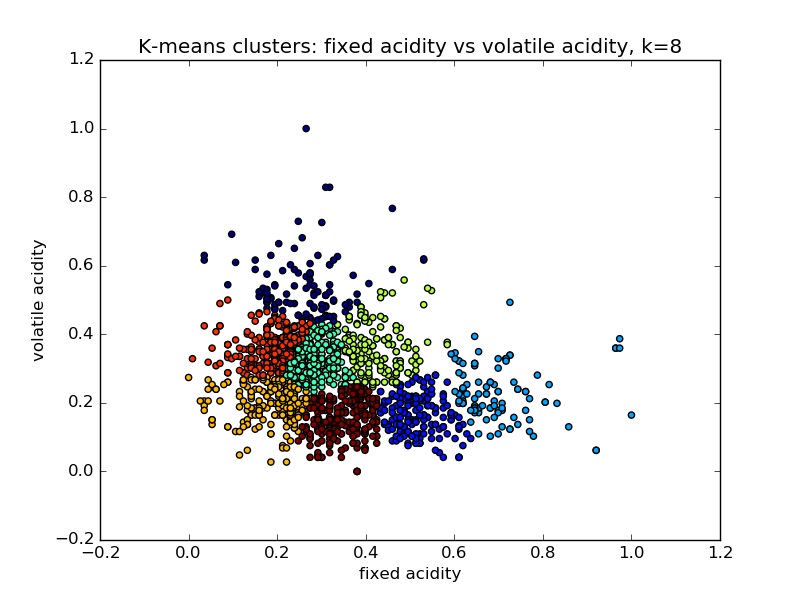 K-means clusters: fixed acidity vs volatile acidity, k=8
1.2
1.0
0.8
0.6
0.4
0.2
0.0
−0.2
volatile acidity
−0.2 0.0 0.2 0.4 0.6 0.8 1.0 1.2
fixed acidity